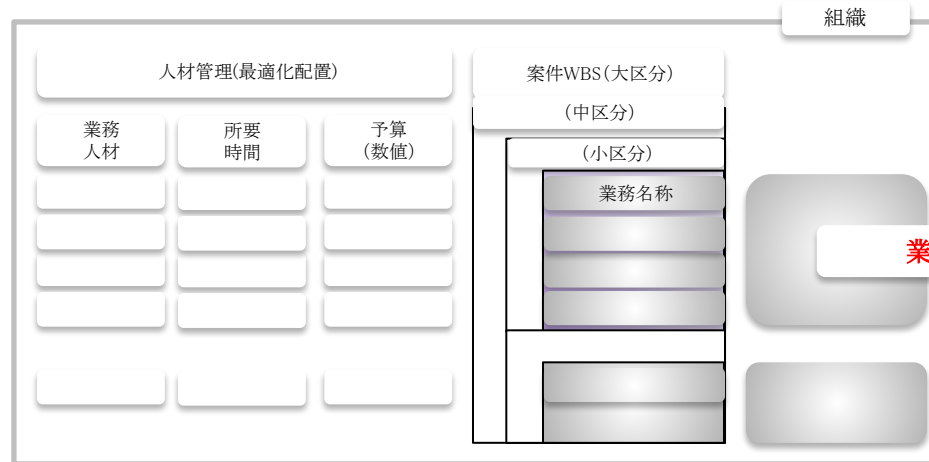 組織
人材管理(最適化配置)
案件WBS(大区分)
(中区分)
業務
人材
所要
時間
予算
(数値)
(小区分)
業務名称
業